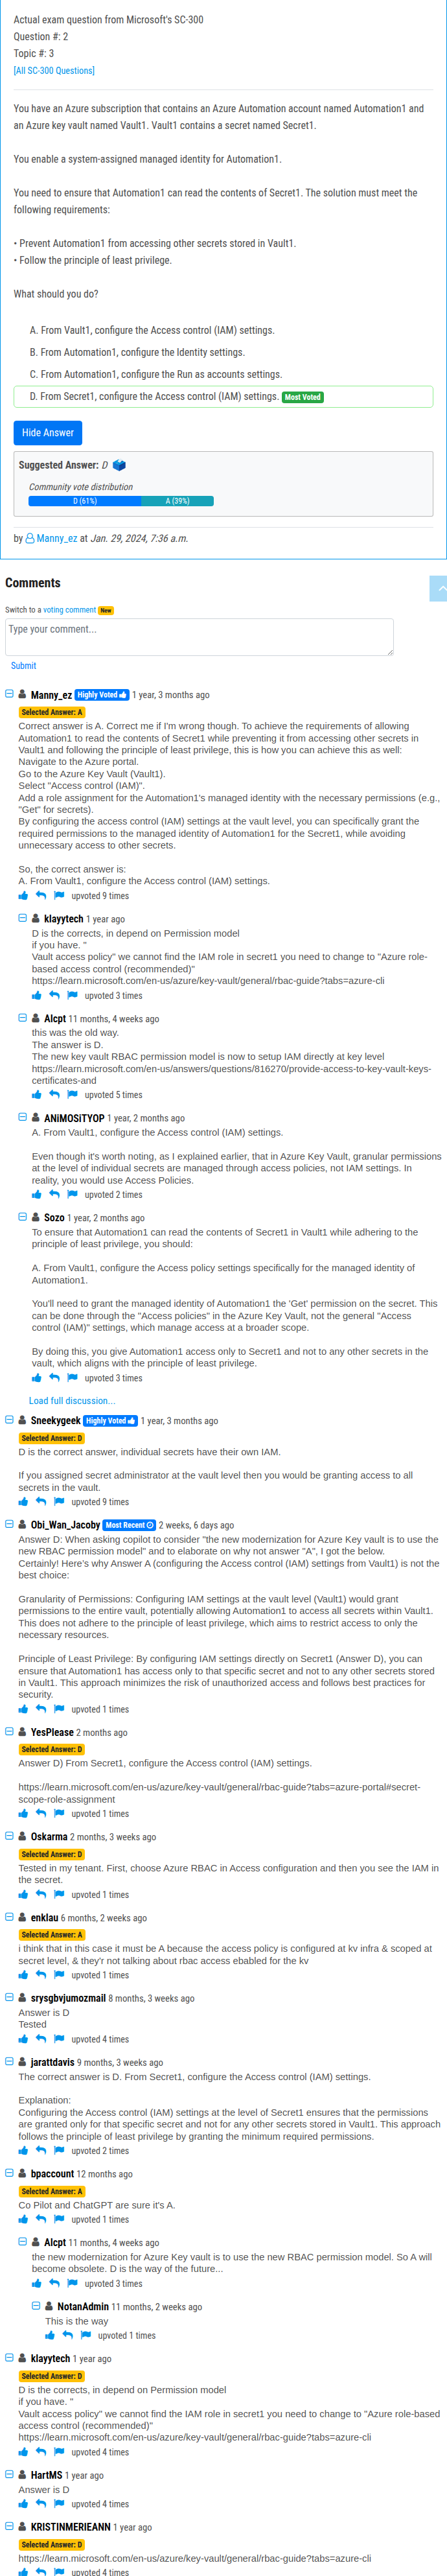 Actual exam question from Microsoft's SC-300
Question #: 2
Topic #: 3
[All SC-300 Questions]
You have an Azure subscription that contains an Azure Automation account named Automation1 and
an Azure key vault named Vault1. Vault1 contains a secret named Secret1.
You enable a system-assigned managed identity for Automation1.
You need to ensure that Automation1 can read the contents of Secret1. The solution must meet the
following requirements:
• Prevent Automation1 from accessing other secrets stored in Vault1.
• Follow the principle of least privilege.
What should you do?
A. From Vault1, configure the Access control (IAM) settings.
B. From Automation1, configure the Identity settings.
C. From Automation1, configure the Run as accounts settings.
D. From Secret1, configure the Access control (IAM) settings. Most Voted
Hide Answer
Suggested Answer: D
Community vote distribution
D (61%) A (39%)
by Manny_ez at Jan. 29, 2024, 7:36 a.m.
Comments
Switch to a voting comment New
Type your comment...
Submit
Manny_ez Highly Voted 1 year, 3 months ago
Selected Answer: A
Correct answer is A. Correct me if I'm wrong though. To achieve the requirements of allowing
Automation1 to read the contents of Secret1 while preventing it from accessing other secrets in
Vault1 and following the principle of least privilege, this is how you can achieve this as well:
Navigate to the Azure portal.
Go to the Azure Key Vault (Vault1).
Select "Access control (IAM)".
Add a role assignment for the Automation1's managed identity with the necessary permissions (e.g.,
"Get" for secrets).
By configuring the access control (IAM) settings at the vault level, you can specifically grant the
required permissions to the managed identity of Automation1 for the Secret1, while avoiding
unnecessary access to other secrets.
So, the correct answer is:
A. From Vault1, configure the Access control (IAM) settings.
upvoted 9 times
klayytech 1 year ago
D is the corrects, in depend on Permission model
if you have. "
Vault access policy" we cannot find the IAM role in secret1 you need to change to "Azure role-
based access control (recommended)"
https://learn.microsoft.com/en-us/azure/key-vault/general/rbac-guide?tabs=azure-cli
upvoted 3 times
Alcpt 11 months, 4 weeks ago
this was the old way.
The answer is D.
The new key vault RBAC permission model is now to setup IAM directly at key level
https://learn.microsoft.com/en-us/answers/questions/816270/provide-access-to-key-vault-keys-
certificates-and
upvoted 5 times
ANiMOSiTYOP 1 year, 2 months ago
A. From Vault1, configure the Access control (IAM) settings.
Even though it's worth noting, as I explained earlier, that in Azure Key Vault, granular permissions
at the level of individual secrets are managed through access policies, not IAM settings. In
reality, you would use Access Policies.
upvoted 2 times
Sozo 1 year, 2 months ago
To ensure that Automation1 can read the contents of Secret1 in Vault1 while adhering to the
principle of least privilege, you should:
A. From Vault1, configure the Access policy settings specifically for the managed identity of
Automation1.
You'll need to grant the managed identity of Automation1 the 'Get' permission on the secret. This
can be done through the "Access policies" in the Azure Key Vault, not the general "Access
control (IAM)" settings, which manage access at a broader scope.
By doing this, you give Automation1 access only to Secret1 and not to any other secrets in the
vault, which aligns with the principle of least privilege.
upvoted 3 times
Load full discussion...
Sneekygeek Highly Voted 1 year, 3 months ago
Selected Answer: D
D is the correct answer, individual secrets have their own IAM.
If you assigned secret administrator at the vault level then you would be granting access to all
secrets in the vault.
upvoted 9 times
Obi_Wan_Jacoby Most Recent 2 weeks, 6 days ago
Answer D: When asking copilot to consider "the new modernization for Azure Key vault is to use the
new RBAC permission model" and to elaborate on why not answer "A", I got the below.
Certainly! Here's why Answer A (configuring the Access control (IAM) settings from Vault1) is not the
best choice:
Granularity of Permissions: Configuring IAM settings at the vault level (Vault1) would grant
permissions to the entire vault, potentially allowing Automation1 to access all secrets within Vault1.
This does not adhere to the principle of least privilege, which aims to restrict access to only the
necessary resources.
Principle of Least Privilege: By configuring IAM settings directly on Secret1 (Answer D), you can
ensure that Automation1 has access only to that specific secret and not to any other secrets stored
in Vault1. This approach minimizes the risk of unauthorized access and follows best practices for
security.
upvoted 1 times
YesPlease 2 months ago
Selected Answer: D
Answer D) From Secret1, configure the Access control (IAM) settings.
https://learn.microsoft.com/en-us/azure/key-vault/general/rbac-guide?tabs=azure-portal#secret-
scope-role-assignment
upvoted 1 times
Oskarma 2 months, 3 weeks ago
Selected Answer: D
Tested in my tenant. First, choose Azure RBAC in Access configuration and then you see the IAM in
the secret.
upvoted 1 times
enklau 6 months, 2 weeks ago
Selected Answer: A
i think that in this case it must be A because the access policy is configured at kv infra & scoped at
secret level, & they'r not talking about rbac access ebabled for the kv
upvoted 1 times
srysgbvjumozmail 8 months, 3 weeks ago
Answer is D
Tested
upvoted 4 times
jarattdavis 9 months, 3 weeks ago
The correct answer is D. From Secret1, configure the Access control (IAM) settings.
Explanation:
Configuring the Access control (IAM) settings at the level of Secret1 ensures that the permissions
are granted only for that specific secret and not for any other secrets stored in Vault1. This approach
follows the principle of least privilege by granting the minimum required permissions.
upvoted 2 times
bpaccount 12 months ago
Selected Answer: A
Co Pilot and ChatGPT are sure it's A.
upvoted 1 times
Alcpt 11 months, 4 weeks ago
the new modernization for Azure Key vault is to use the new RBAC permission model. So A will
become obsolete. D is the way of the future...
upvoted 3 times
NotanAdmin 11 months, 2 weeks ago
This is the way
upvoted 1 times
klayytech 1 year ago
Selected Answer: D
D is the corrects, in depend on Permission model
if you have. "
Vault access policy" we cannot find the IAM role in secret1 you need to change to "Azure role-based
access control (recommended)"
https://learn.microsoft.com/en-us/azure/key-vault/general/rbac-guide?tabs=azure-cli
upvoted 4 times
HartMS 1 year ago
Answer is D
upvoted 4 times
KRISTINMERIEANN 1 year ago
Selected Answer: D
https://learn.microsoft.com/en-us/azure/key-vault/general/rbac-guide?tabs=azure-cli
upvoted 4 times